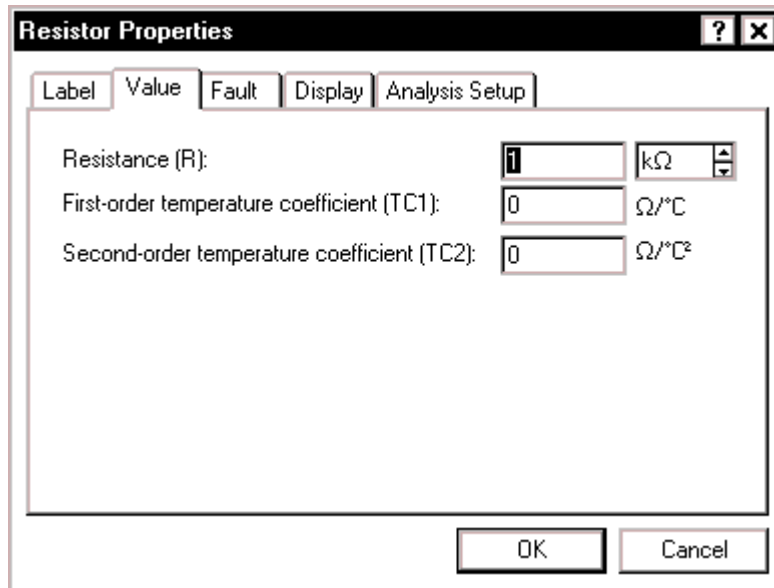 Resistor Properties ? ×
Label Value Fault Display Analysis Setup
Resistance (R): 1 kΩ
First-order temperature coefficient (TC1): 0 Ω/°C
Second-order temperature coefficient (TC2): 0 Ω/°C²
OK Cancel